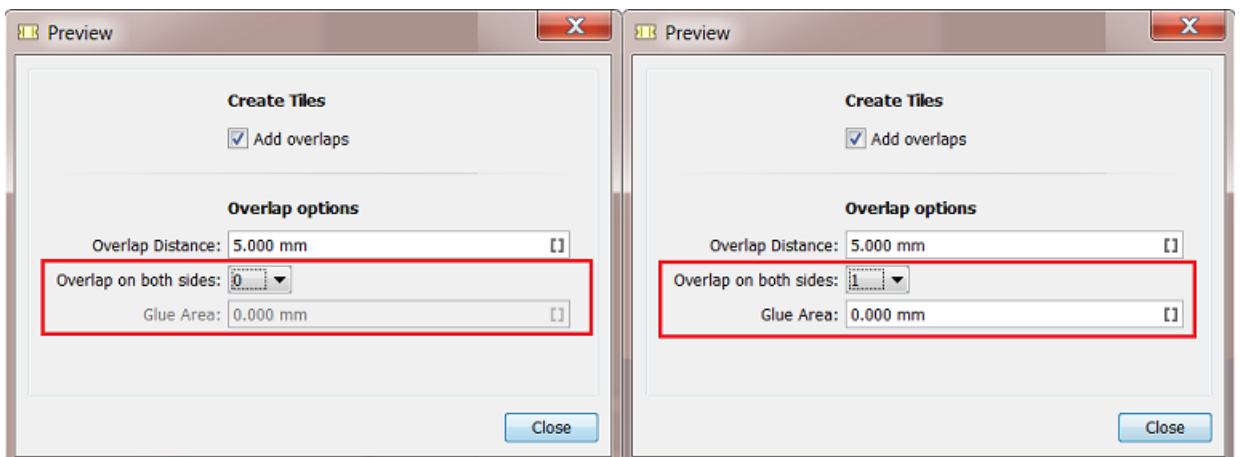 Preview
Create Tiles
Add overlaps
Overlap options
Overlap Distance: 5.000 mm
Overlap on both sides: 0
Glue Area: 0.000 mm
Close
Preview
Create Tiles
Add overlaps
Overlap options
Overlap Distance: 5.000 mm
Overlap on both sides: 1
Glue Area: 0.000 mm
Close